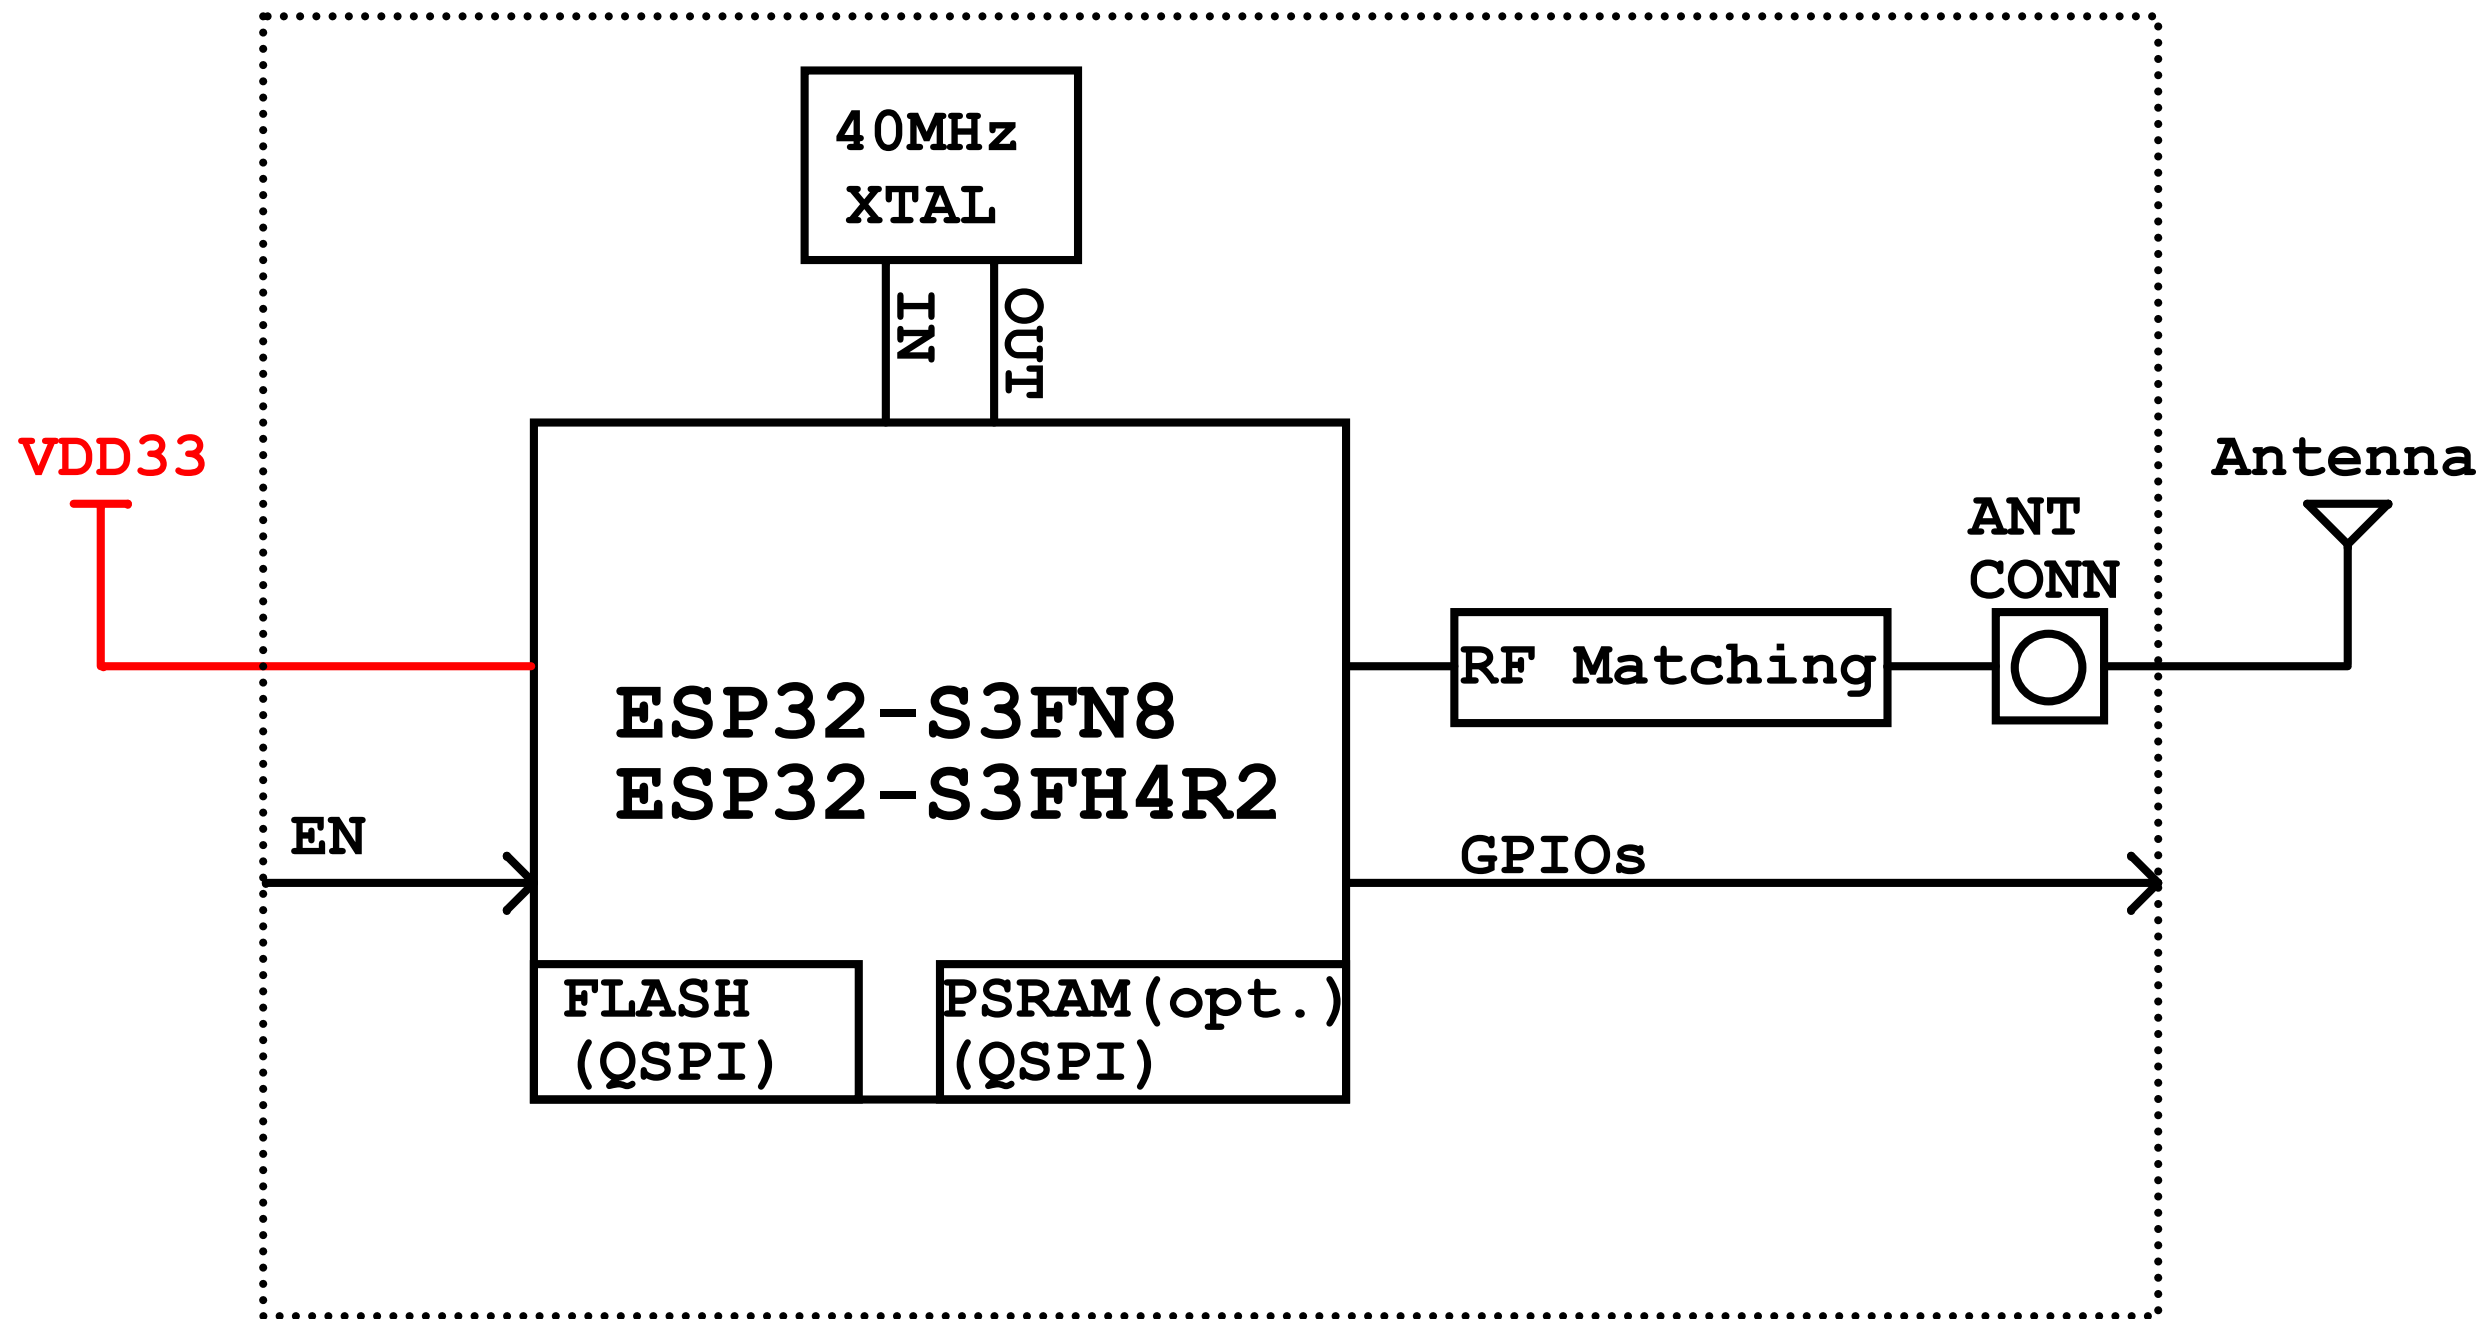 40MHz
XTAL
IN
OUT
VDD33
Antenna
ANT
CONN
RF Matching
ESP32-S3FN8
ESP32-S3FH4R2
EN
GPIOs
FLASH
(QSPI)
PSRAM(opt.)
(QSPI)